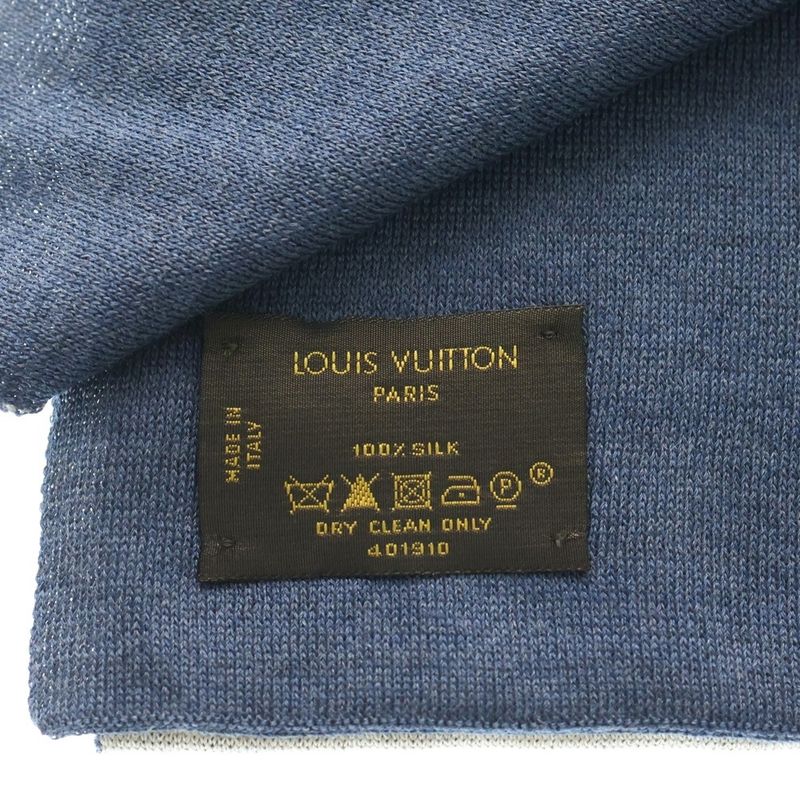 LOUIS VUITTON
PARIS
MADE IN
ITALY
100% SILK
P ®
DRY CLEAN ONLY
401910